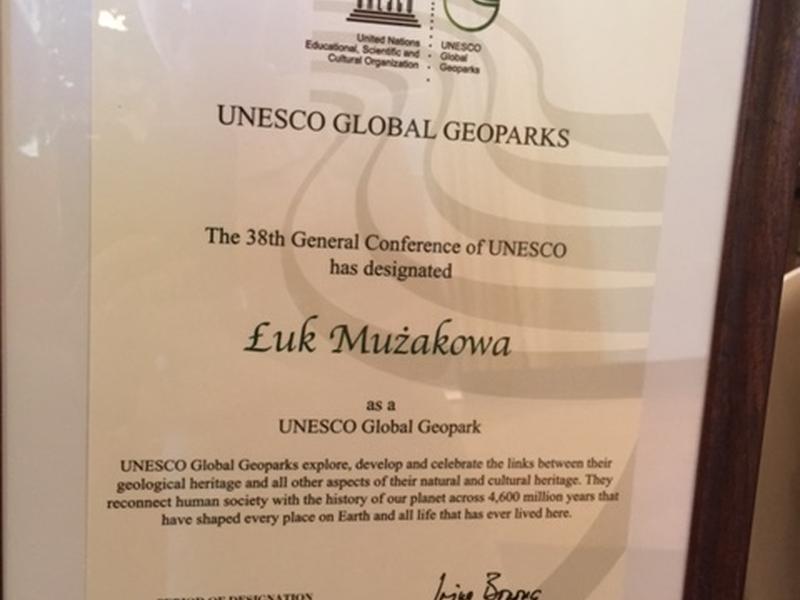 United Nations
Educational, Scientific and
Cultural Organization
UNESCO
Global
Geoparks
UNESCO GLOBAL GEOPARKS
The 38th General Conference of UNESCO
has designated
Łuk Mużakowa
as a
UNESCO Global Geopark
UNESCO Global Geoparks explore, develop and celebrate the links between their
geological heritage and all other aspects of their natural and cultural heritage. They
reconnect human society with the history of our planet across 4,600 million years that
have shaped every place on Earth and all life that has ever lived here.
PERIOD OF DESIGNATION